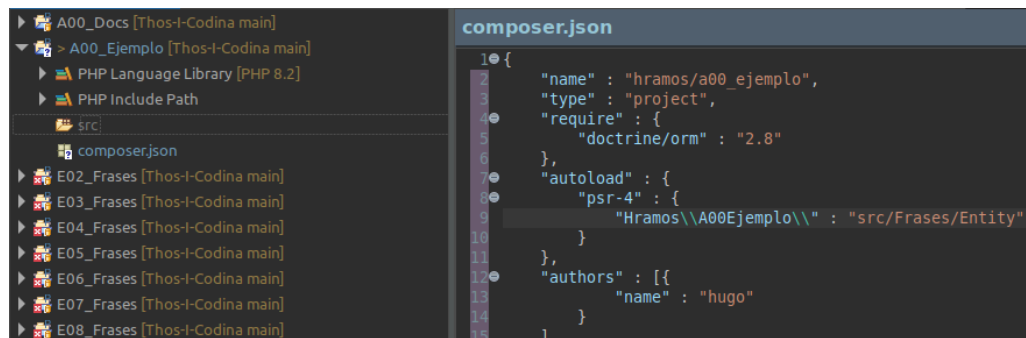 A00_Docs [Thos-I-Codina main]
> A00_Ejemplo [Thos-I-Codina main]
PHP Language Library [PHP 8.2]
PHP Include Path
src
composer.json
E02_Frases [Thos-I-Codina main]
E03_Frases [Thos-I-Codina main]
E04_Frases [Thos-I-Codina main]
E05_Frases [Thos-I-Codina main]
E06_Frases [Thos-I-Codina main]
E07_Frases [Thos-I-Codina main]
E08_Frases [Thos-I-Codina main]
composer.json
1 {
2 "name" : "hramos/a00_ejemplo",
3 "type" : "project",
4 "require" : {
5 "doctrine/orm" : "2.8"
6 },
7 "autoload" : {
8 "psr-4" : {
9 "Hramos\\A00Ejemplo\\" : "src/Frases/Entity"
10 }
11 },
12 "authors" : [{
13 "name" : "hugo"
14 }
15 ]